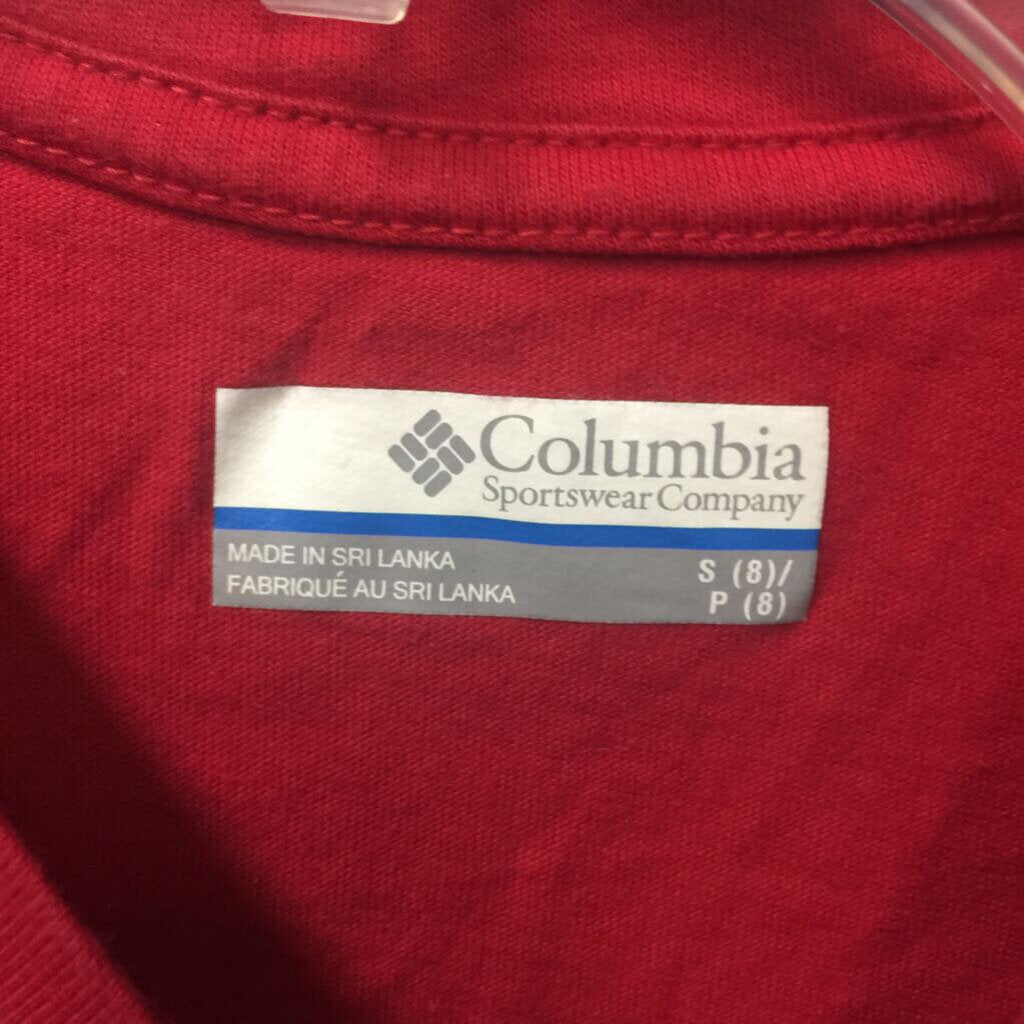 Columbia
Sportswear Company
MADE IN SRI LANKA
FABRIQUÉ AU SRI LANKA
S (8)/
P (8)